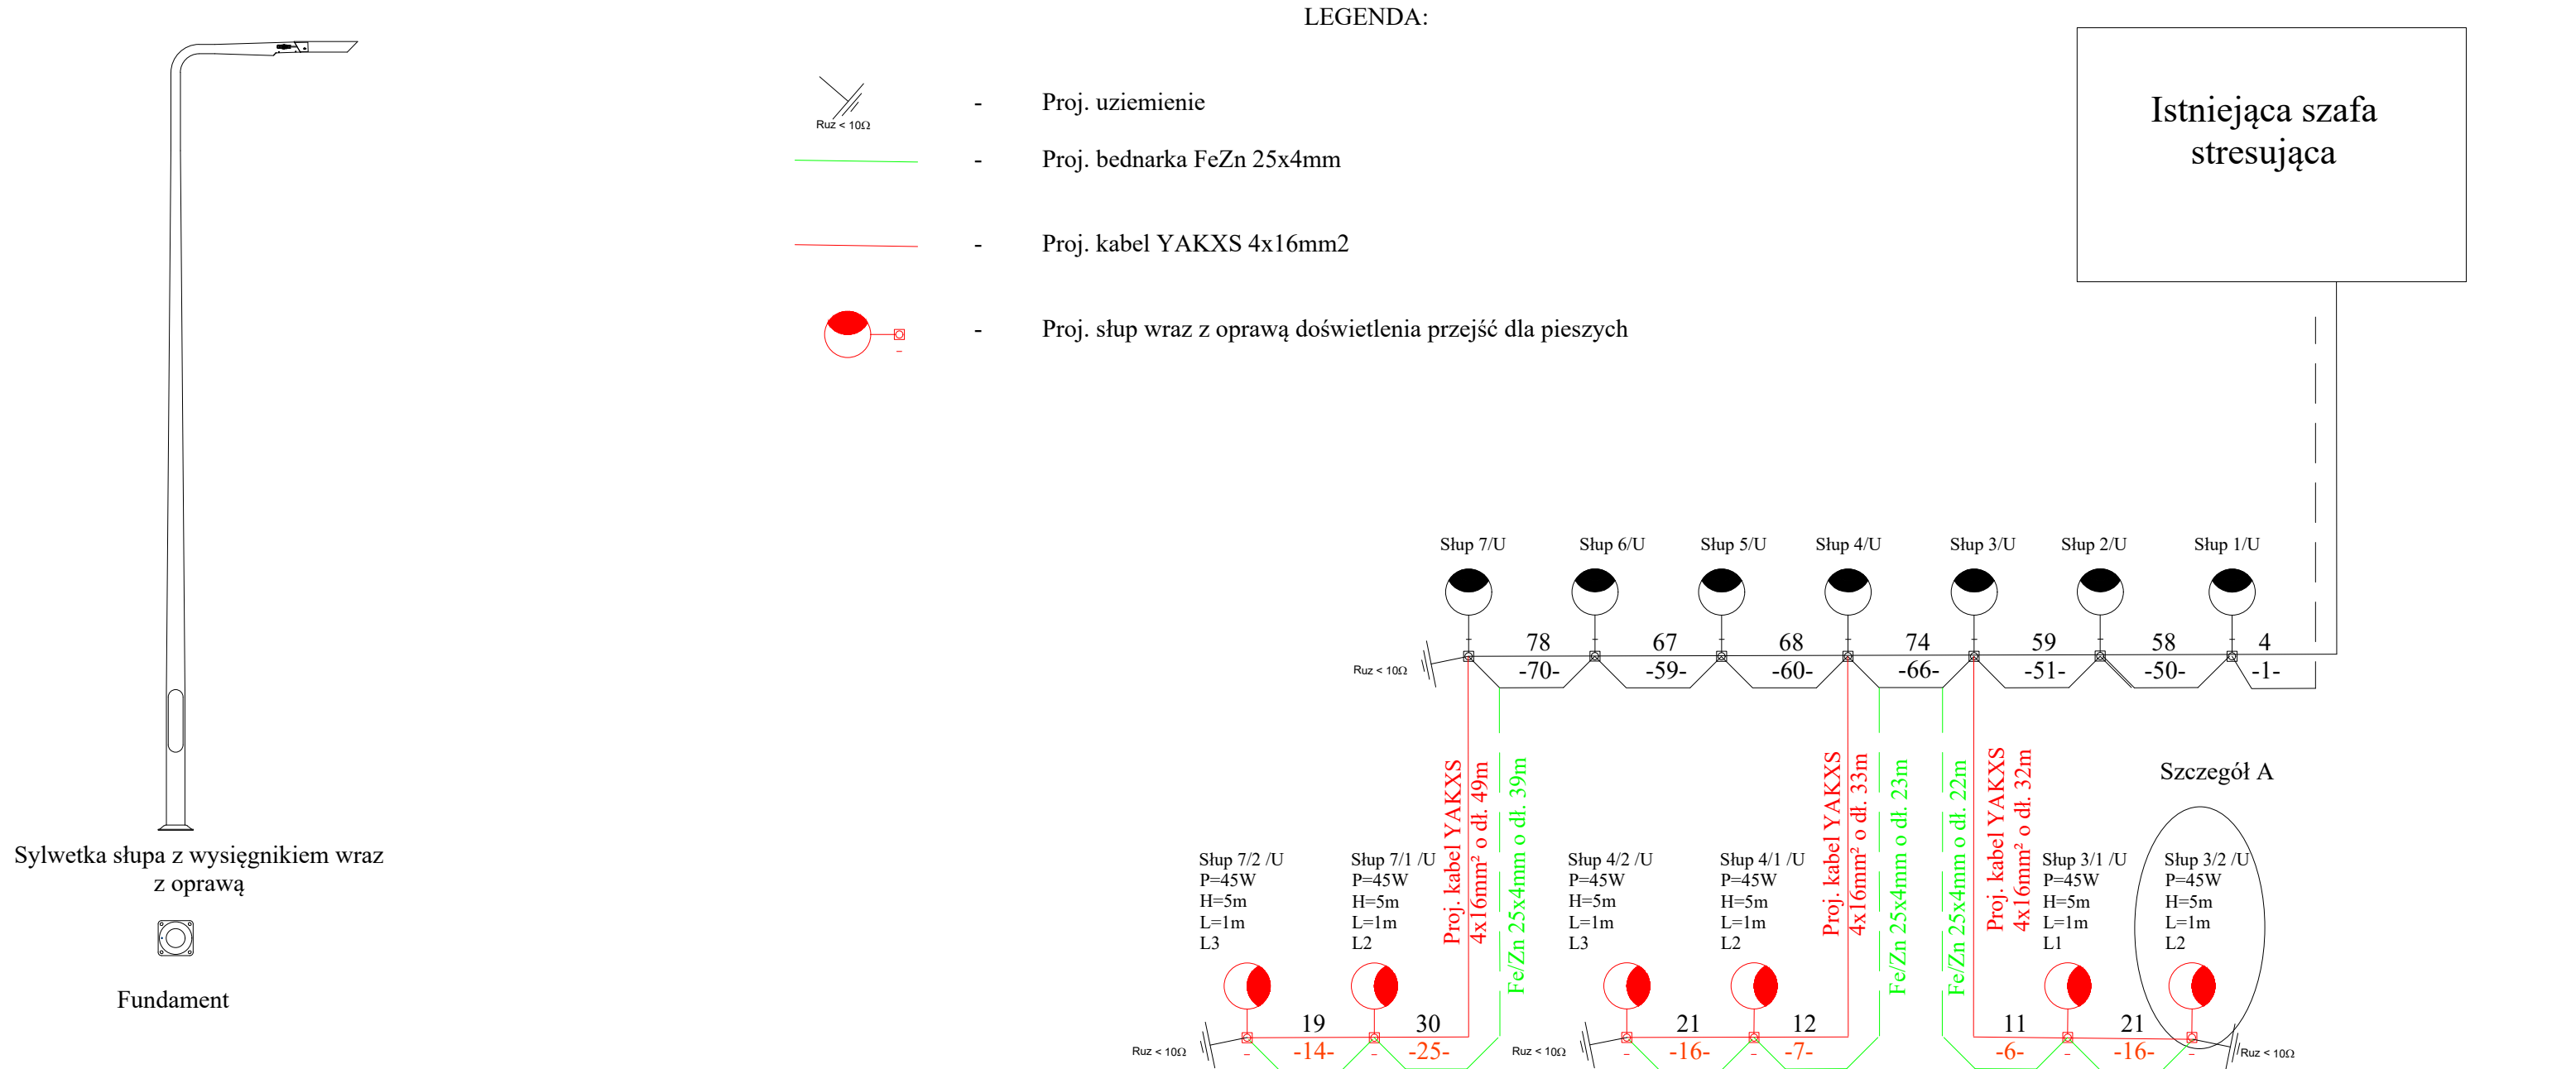 LEGENDA:
Ruz < 10Ω
- Proj. uziemienie
- Proj. bednarka FeZn 25x4mm
- Proj. kabel YAKXS 4x16mm2
- Proj. słup wraz z oprawą doświetlenia przejść dla pieszych
Istniejąca szafa
stresująca
Sylwetka słupa z wysięgnikiem wraz
z oprawą
Fundament
Słup 7/U
Słup 6/U
Słup 5/U
Słup 4/U
Słup 3/U
Słup 2/U
Słup 1/U
78
67
68
74
59
58
4
Ruz < 10Ω
-70-
-59-
-60-
-66-
-51-
-50-
-1-
Proj. kabel YAKXS
4x16mm² o dł. 49m
Fe/Zn 25x4mm o dł. 39m
Proj. kabel YAKXS
4x16mm² o dł. 33m
Fe/Zn 25x4mm o dł. 23m
Fe/Zn 25x4mm o dł. 22m
Proj. kabel YAKXS
4x16mm² o dł. 32m
Szczegół A
Słup 7/2 /U
P=45W
H=5m
L=1m
L3
Słup 7/1 /U
P=45W
H=5m
L=1m
L2
Słup 4/2 /U
P=45W
H=5m
L=1m
L3
Słup 4/1 /U
P=45W
H=5m
L=1m
L2
Słup 3/1 /U
P=45W
H=5m
L=1m
L1
Słup 3/2 /U
P=45W
H=5m
L=1m
L2
19
30
21
12
11
21
Ruz < 10Ω
-14-
-25-
Ruz < 10Ω
-16-
-7-
-6-
-16-
Ruz < 10Ω